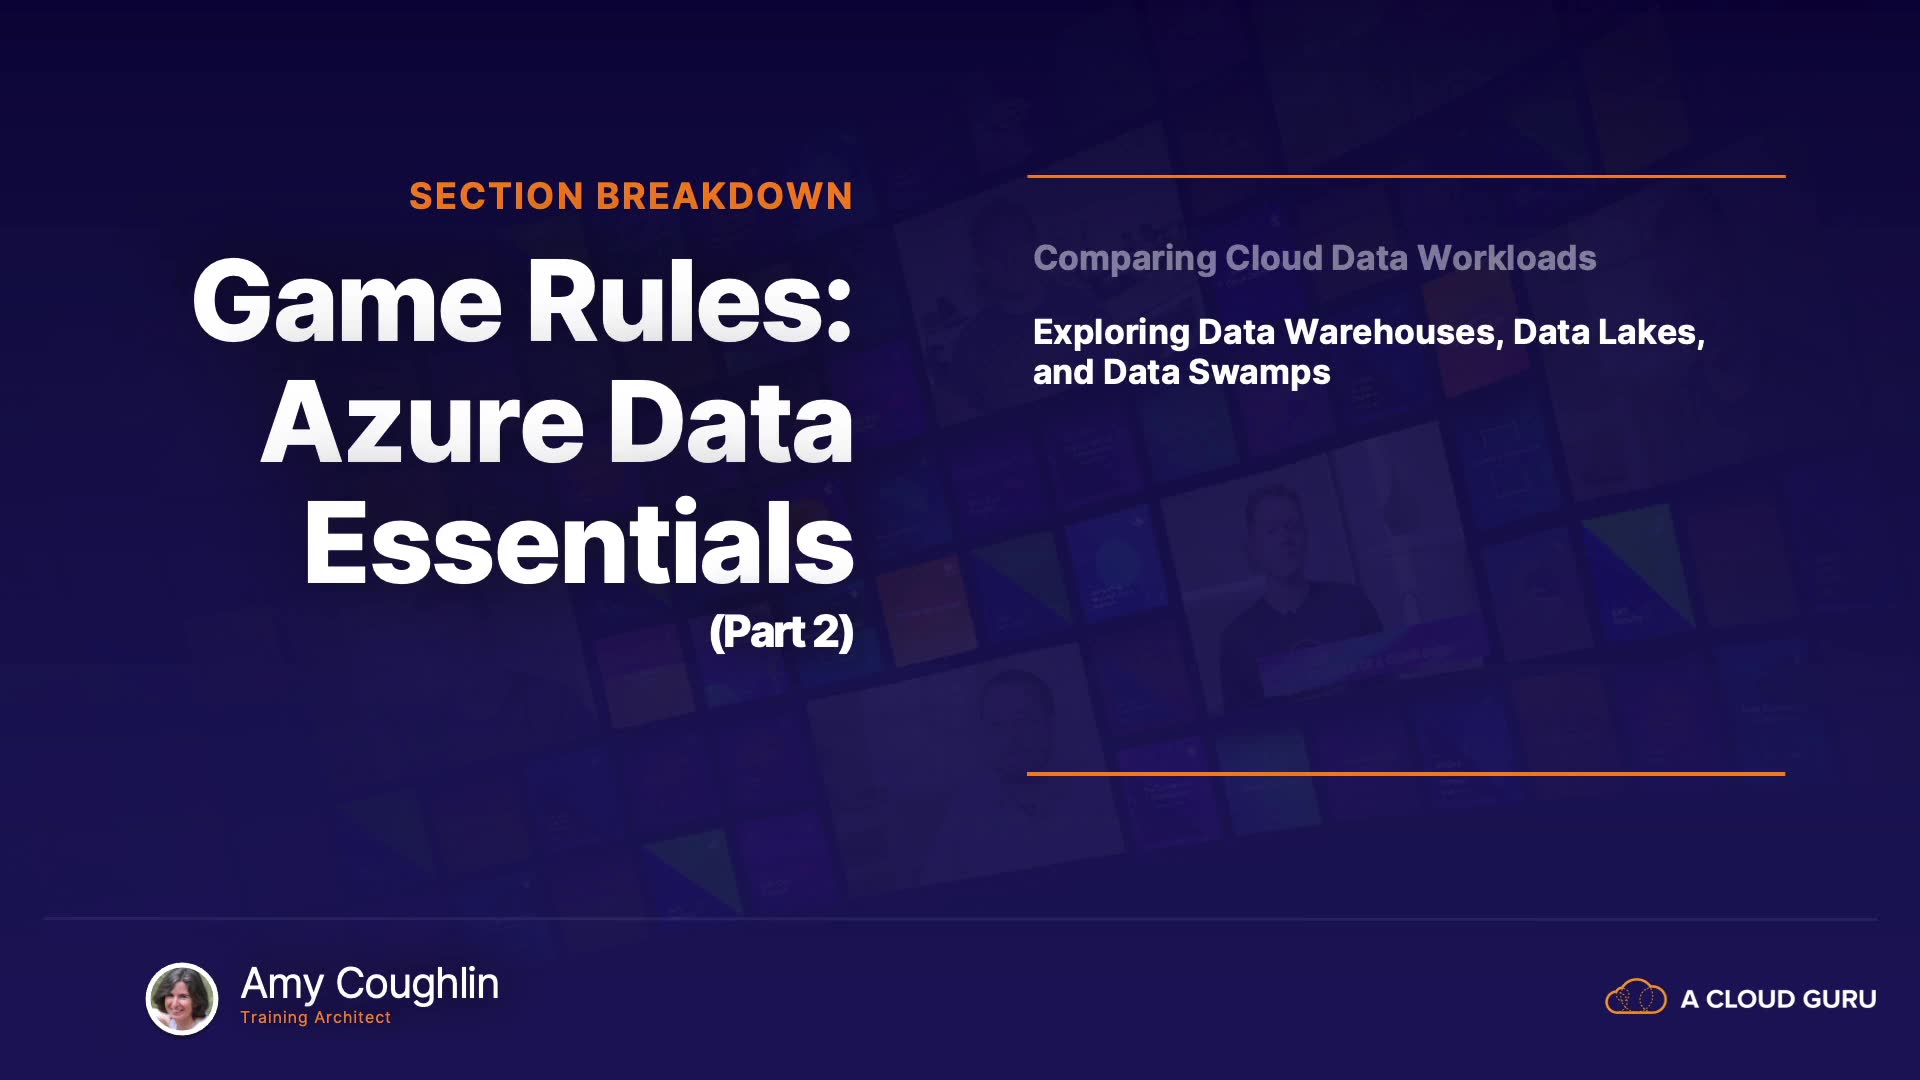 SECTION BREAKDOWN
Game Rules:
Azure Data
Essentials
(Part 2)
Comparing Cloud Data Workloads
Exploring Data Warehouses, Data Lakes,
and Data Swamps
Amy Coughlin
Training Architect
A CLOUD GURU